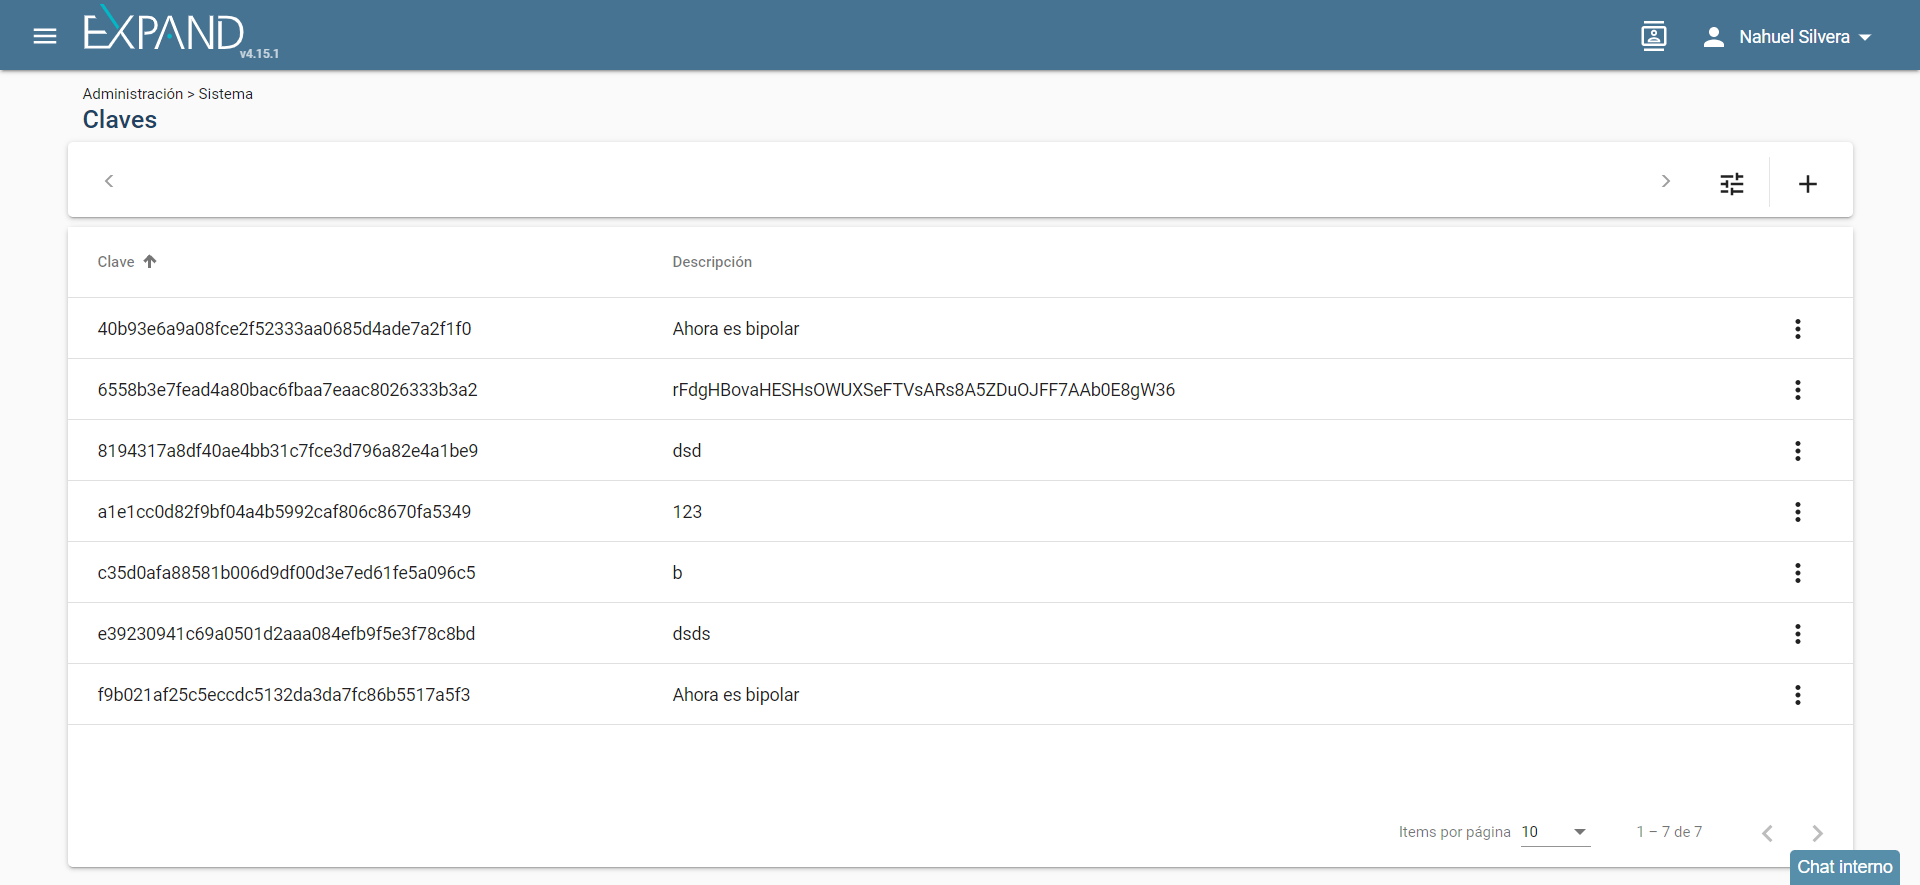 EXPAND v4.15.1
Nahuel Silvera
Administración > Sistema
Claves
Clave Descripción
40b93e6a9a08fce2f52333aa0685d4ade7a2f1f0 Ahora es bipolar
6558b3e7fead4a80bac6fbaa7eaac8026333b3a2 rFdgHBovaHESHsOWUXSeFTVsARs8A5ZDuOJFF7AAb0E8gW36
8194317a8df40ae4bb31c7fce3d796a82e4a1be9 dsd
a1e1cc0d82f9bf04a4b5992caf806c8670fa5349 123
c35d0afa88581b006d9df00d3e7ed61fe5a096c5 b
e39230941c69a0501d2aaa084efb9f5e3f78c8bd dsds
f9b021af25c5eccdc5132da3da7fc86b5517a5f3 Ahora es bipolar
Items por página 10 1 – 7 de 7
Chat interno